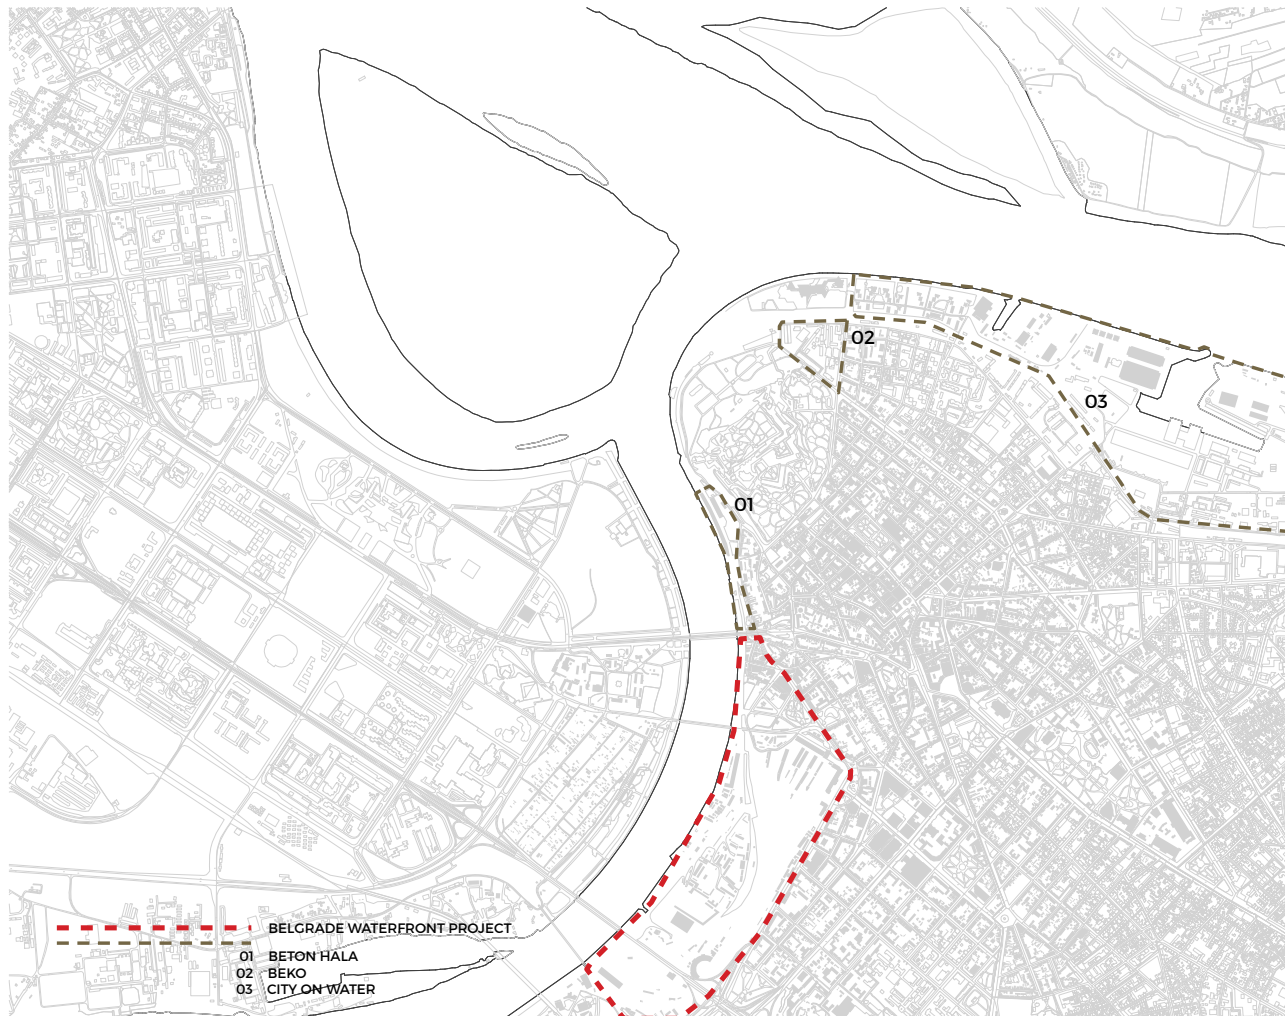 02
03
01
BELGRADE WATERFRONT PROJECT
01 BETON HALA
02 BEKO
03 CITY ON WATER